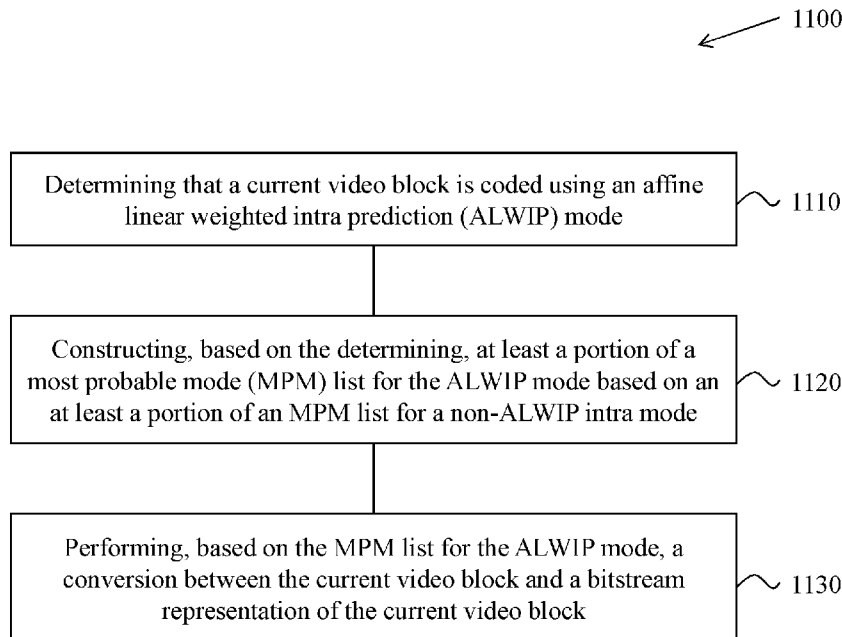 1100
Determining that a current video block is coded using an affine
linear weighted intra prediction (ALWIP) mode
1110
Constructing, based on the determining, at least a portion of a
most probable mode (MPM) list for the ALWIP mode based on an
at least a portion of an MPM list for a non-ALWIP intra mode
1120
Performing, based on the MPM list for the ALWIP mode, a
conversion between the current video block and a bitstream
representation of the current video block
1130